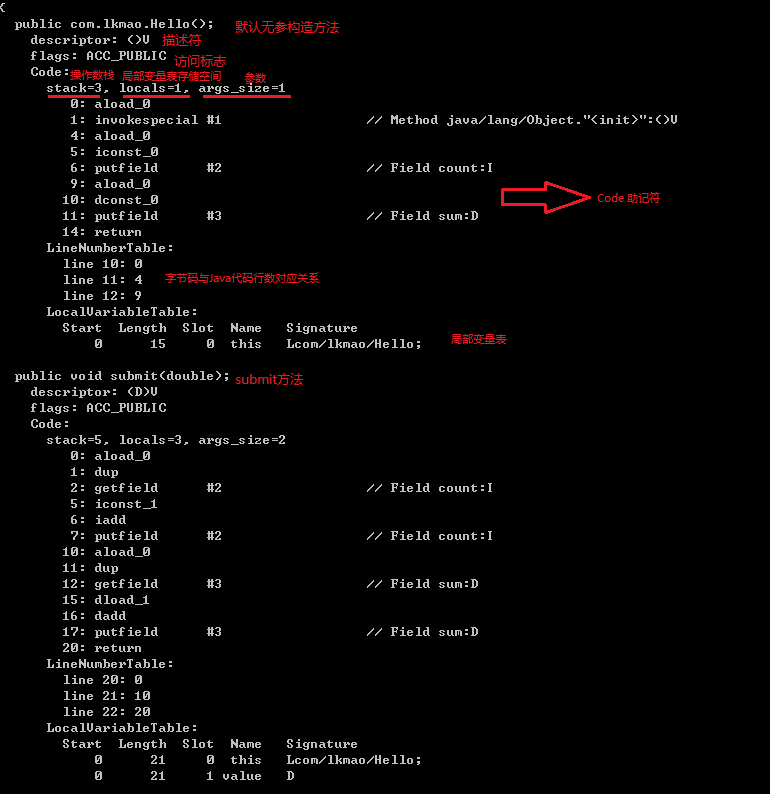 {
public com.lkmao.Hello(); 默认无参构造方法
descriptor: ()V 描述符
flags: ACC_PUBLIC 访问标志
Code: 操作数栈 局部变量表存储空间 参数
stack=3, locals=1, args_size=1
0: aload_0
1: invokespecial #1 // Method java/lang/Object."<init>":()V
4: aload_0
5: iconst_0
6: putfield #2 // Field count:I
9: aload_0
10: dconst_0
11: putfield #3 // Field sum:D
14: return
Code 助记符
LineNumberTable:
line 10: 0
line 11: 4 字节码与Java代码行数对应关系
line 12: 9
LocalVariableTable:
Start Length Slot Name Signature
0 15 0 this Lcom/lkmao/Hello; 局部变量表
public void submit(double); submit方法
descriptor: (D)V
flags: ACC_PUBLIC
Code:
stack=5, locals=3, args_size=2
0: aload_0
1: dup
2: getfield #2 // Field count:I
5: iconst_1
6: iadd
7: putfield #2 // Field count:I
10: aload_0
11: dup
12: getfield #3 // Field sum:D
15: dload_1
16: dadd
17: putfield #3 // Field sum:D
20: return
LineNumberTable:
line 20: 0
line 21: 10
line 22: 20
LocalVariableTable:
Start Length Slot Name Signature
0 21 0 this Lcom/lkmao/Hello;
0 21 1 value D